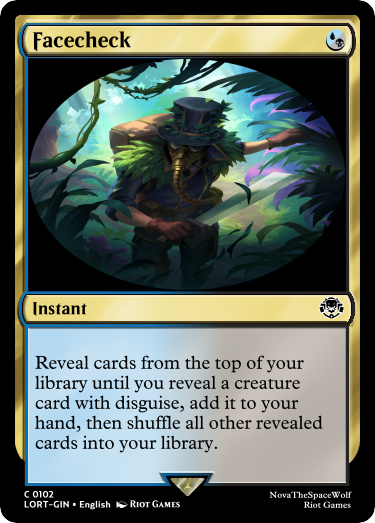 Facecheck
Instant
Reveal cards from the top of your
library until you reveal a creature
card with disguise, add it to your
hand, then shuffle all other revealed
cards into your library.
C 0102
LORT-GIN • English RIOT GAMES
NovaTheSpaceWolf
Riot Games